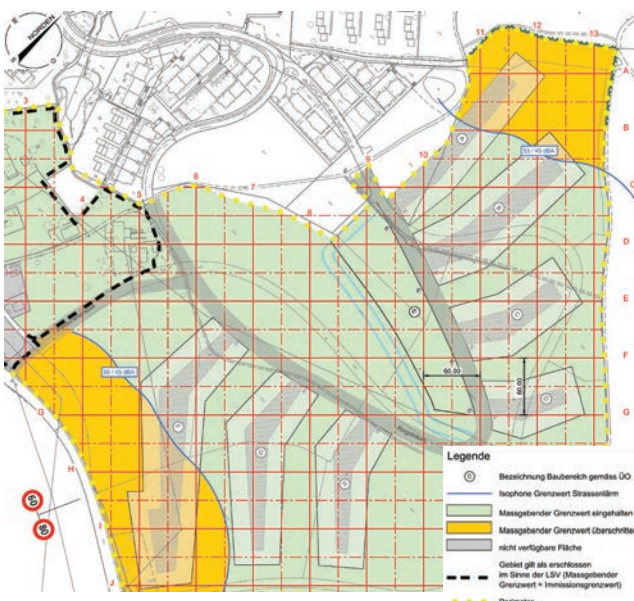 NORDEN
11
12
13
3
A
B
55 / 45 dBA
9
10
C
4
5
6
7
8
D
E
F
60.00
60.00
55 / 45 dBA
G
G
H
60
80
I
J
Legende
Bezeichnung Baubereich gemäss ÜO
Isophone Grenzwert Strassenlärm
Massgebender Grenzwert eingehalten
Massgebender Grenzwert überschritten
nicht verfügbare Fläche
Gebiet gilt als erschlossen
im Sinne der LSV (Massgebender
Grenzwert = Immissionsgrenzwert)
Perimeter